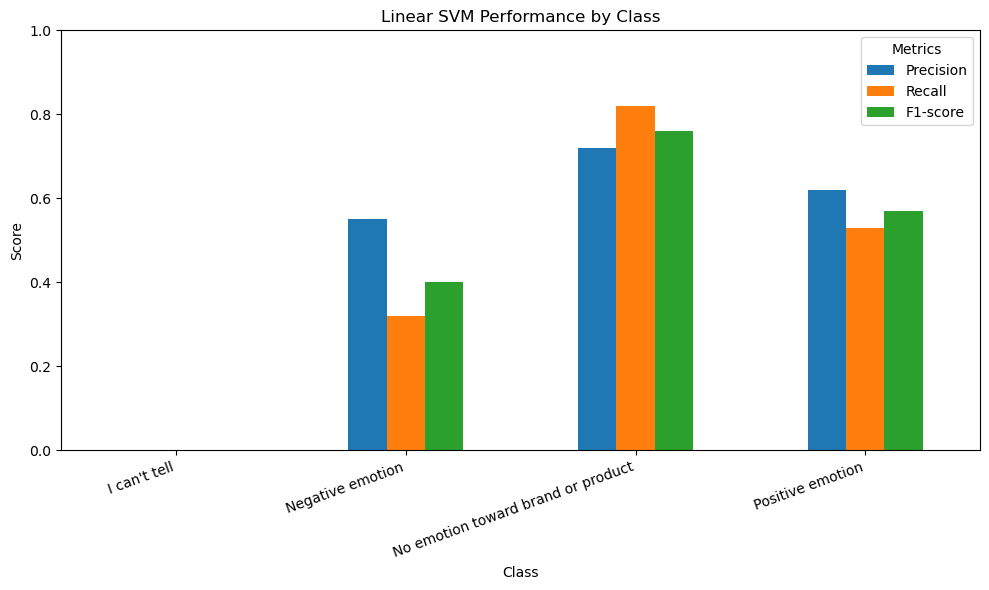 Linear SVM Performance by Class
Metrics
Precision
Recall
F1-score
Score
1.0
0.8
0.6
0.4
0.2
0.0
I can't tell
Negative emotion
No emotion toward brand or product
Positive emotion
Class